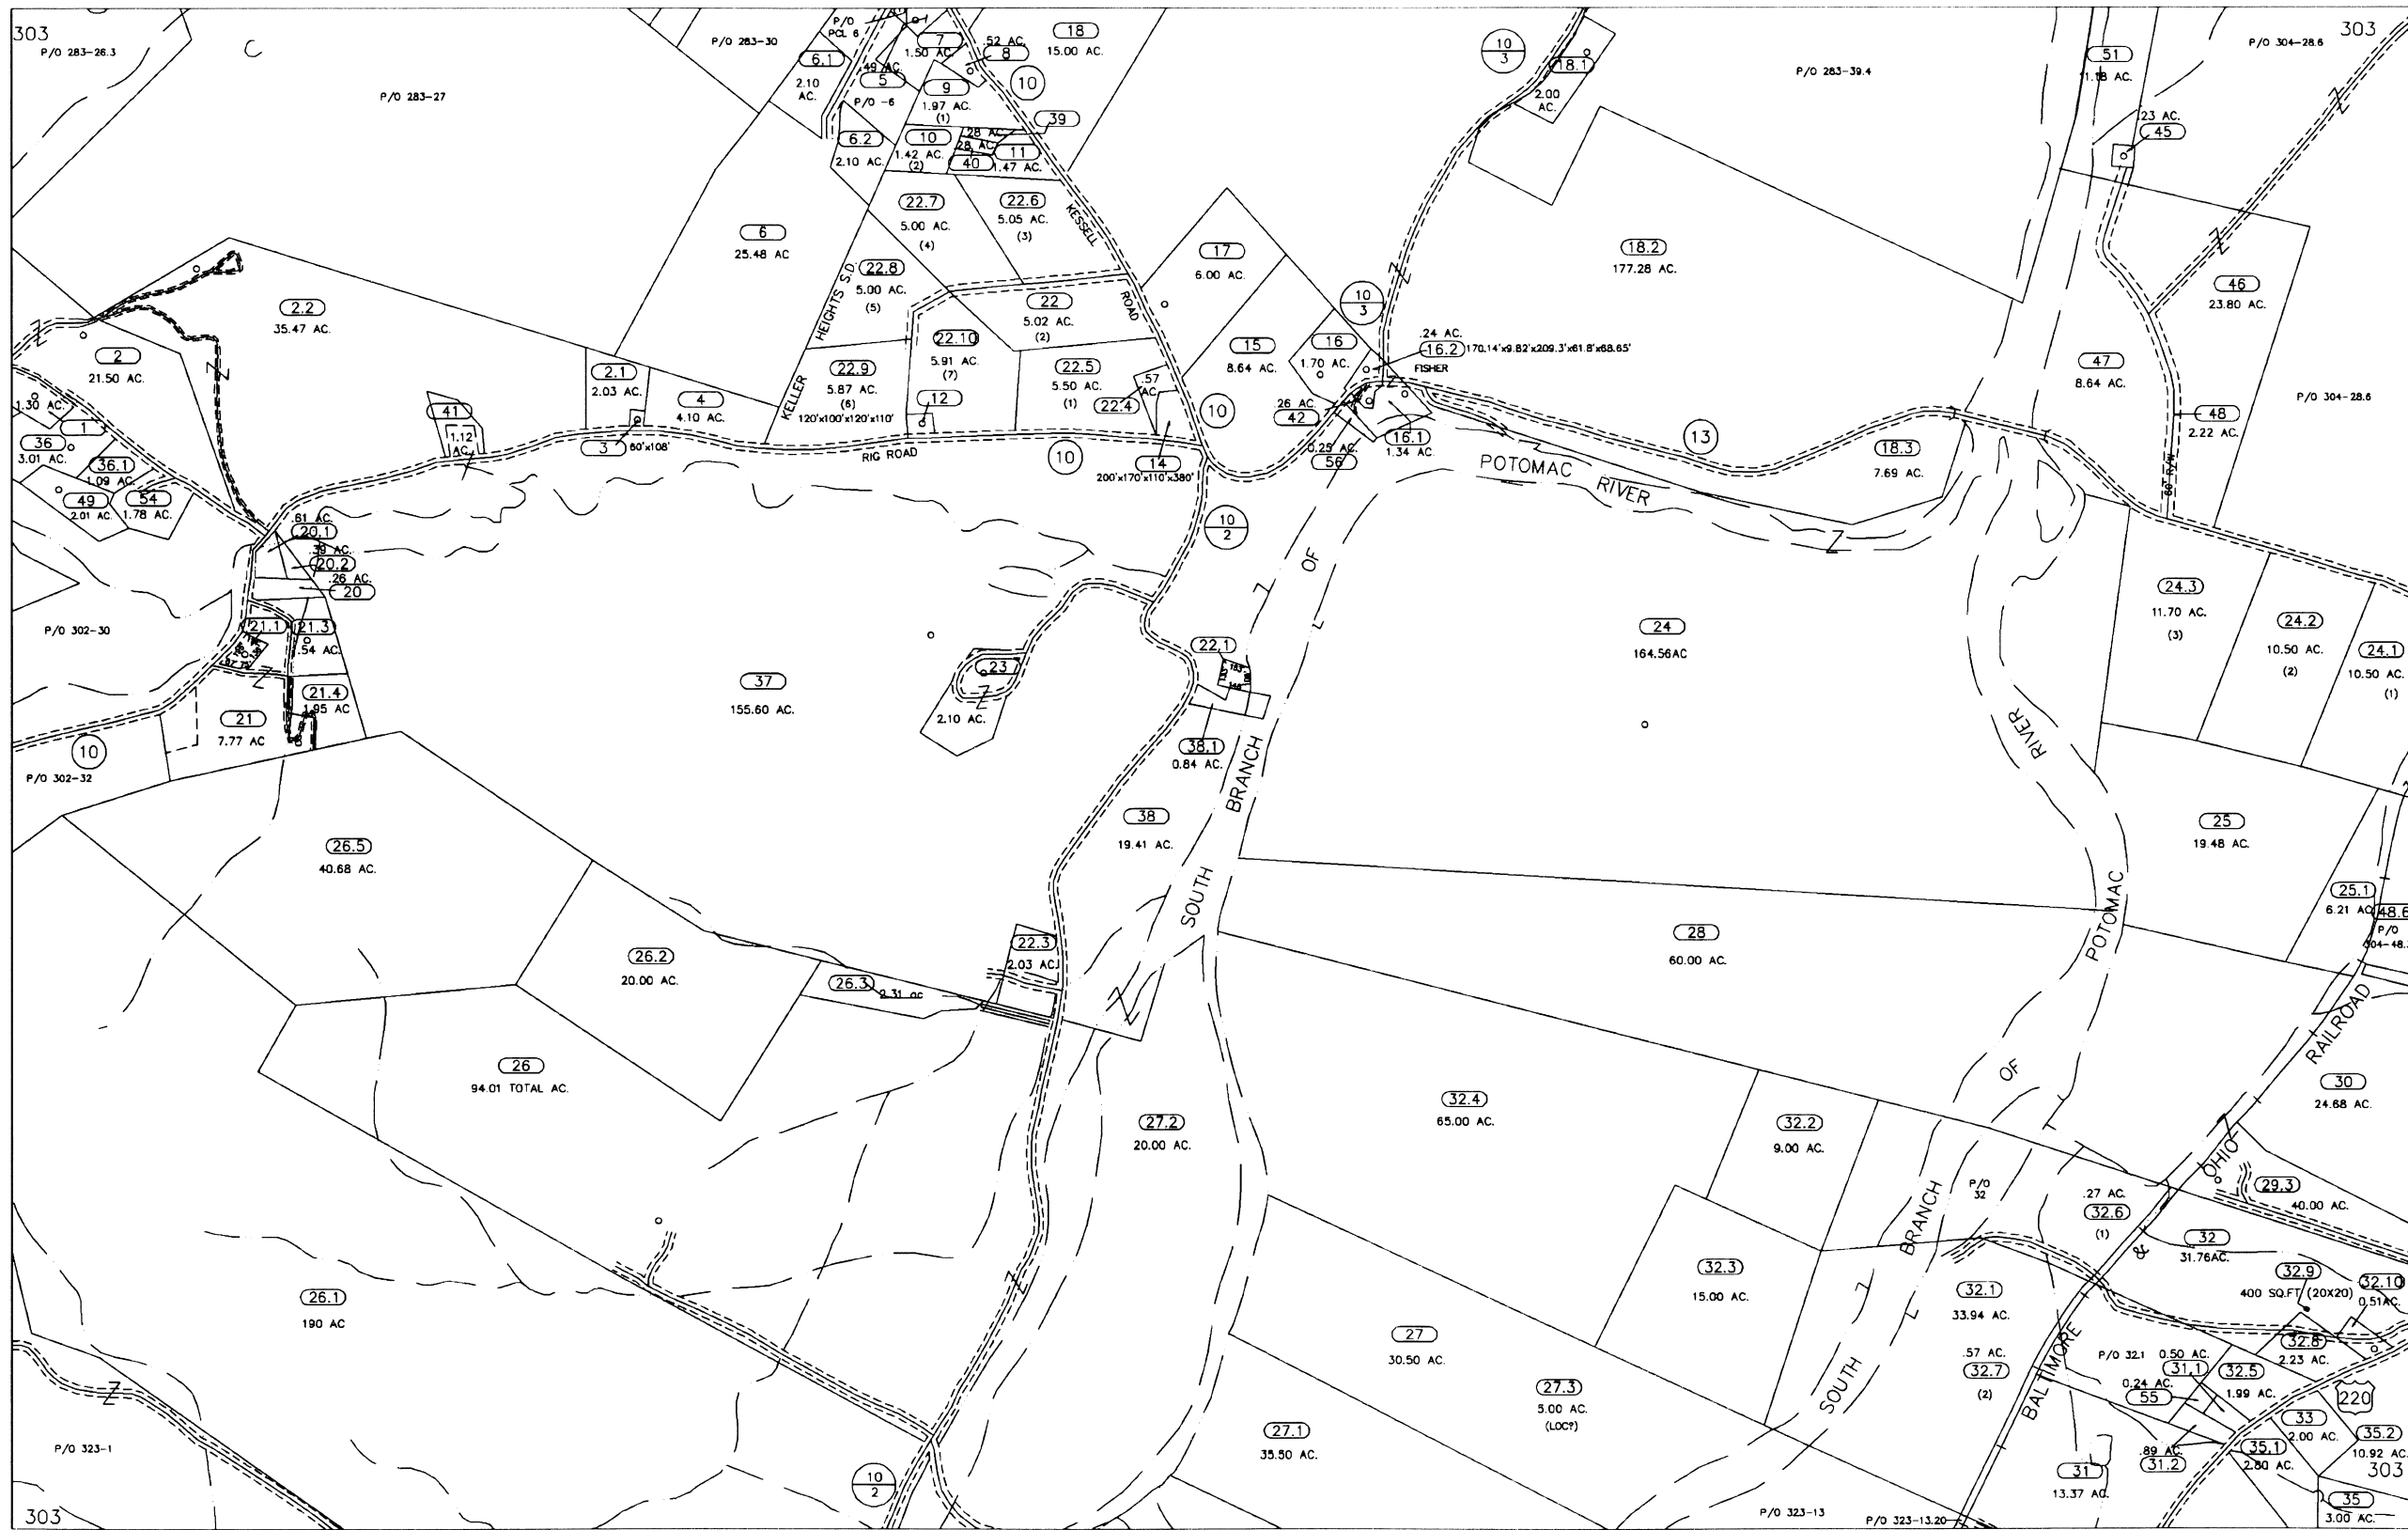 303
P/O 283-26.3
C
P/O 283-27
P/O 283-30
P/O
PCL 6
6.1
2.10
AC.
7
1.50 AC.
.52 AC.
8
.49 AC.
5
P/O -6
18
15.00 AC.
10
9
1.97 AC.
(1)
39
6.2
2.10 AC.
10
1.42 AC.
(2)
.28 AC.
.28 AC.
40
11
1.47 AC.
10
3
18.1
2.00
AC.
P/O 283-39.4
51
P/O 304-28.6
303
.23 AC.
45
22.7
5.00 AC.
(4)
22.6
5.05 AC.
(3)
KESSELL
ROAD
6
25.48 AC
22.8
5.00 AC.
(5)
KELLER
HEIGHTS S.D.
17
6.00 AC.
18.2
177.28 AC.
46
23.80 AC.
2.2
35.47 AC.
22
5.02 AC.
(2)
10
3
2
21.50 AC.
22.10
5.91 AC.
(7)
15
8.64 AC.
16
1.70 AC.
.24 AC.
16.2
170.14'x9.82'x209.3'x61.8'x68.65'
FISHER
47
8.64 AC.
2.1
2.03 AC.
22.9
5.87 AC.
(6)
120'x100'x120'x110'
22.5
5.50 AC.
(1)
.57
AC
22.4
P/O 304-28.6
1.30 AC.
1
41
1.12
AC.
4
4.10 AC.
12
10
26 AC.
42
48
2.22 AC.
36
3.01 AC.
3
60'x108'
RIG ROAD
10
14
200'x170'x110'x380'
0.25 AC.
56
16.1
1.34 AC.
13
18.3
7.69 AC.
36.1
1.09 AC.
POTOMAC RIVER
60' R/W
49
2.01 AC.
54
1.78 AC.
.61 AC.
20.1
10
2
.39 AC.
20.2
.26 AC.
20
OF
24.3
11.70 AC.
(3)
24.2
10.50 AC.
(2)
24.1
10.50 AC.
(1)
P/O 302-30
21.1
21.3
.54 AC.
24
164.56AC
22.1
23
2.10 AC.
37
155.60 AC.
21.4
1.95 AC
21
7.77 AC
10
P/O 302-32
38.1
0.84 AC.
RIVER
BRANCH
38
19.41 AC.
25
19.48 AC.
26.5
40.68 AC.
SOUTH
POTOMAC
25.1
6.21 AC
48.6
P/O
22.3
2.03 AC.
28
60.00 AC.
26.2
20.00 AC.
26.3
2.31 ac
RAILROAD
26
94.01 TOTAL AC.
OF
30
24.68 AC.
32.4
65.00 AC.
32.2
9.00 AC.
27.2
20.00 AC.
OHIO
BRANCH
P/O
32
.27 AC.
32.6
(1)
29.3
40.00 AC.
&
32
31.76AC.
32.3
15.00 AC.
32.9
400 SQ.FT (20X20)
32.10
0.51AC.
26.1
190 AC
32.1
33.94 AC.
27
30.50 AC.
BALTIMORE
32.8
2.23 AC.
P/O 32.1
0.50 AC.
31.1
32.5
1.99 AC.
.57 AC.
32.7
(2)
0.24 AC.
55
220
SOUTH
27.3
5.00 AC.
(LOC?)
33
2.00 AC.
27.1
35.50 AC.
35.2
10.92 AC.
P/O 323-1
.89 AC.
31.2
35.1
2.80 AC.
31
13.37 AC.
303
10
2
35
3.00 AC.
303
P/O 323-13
P/O 323-13.20